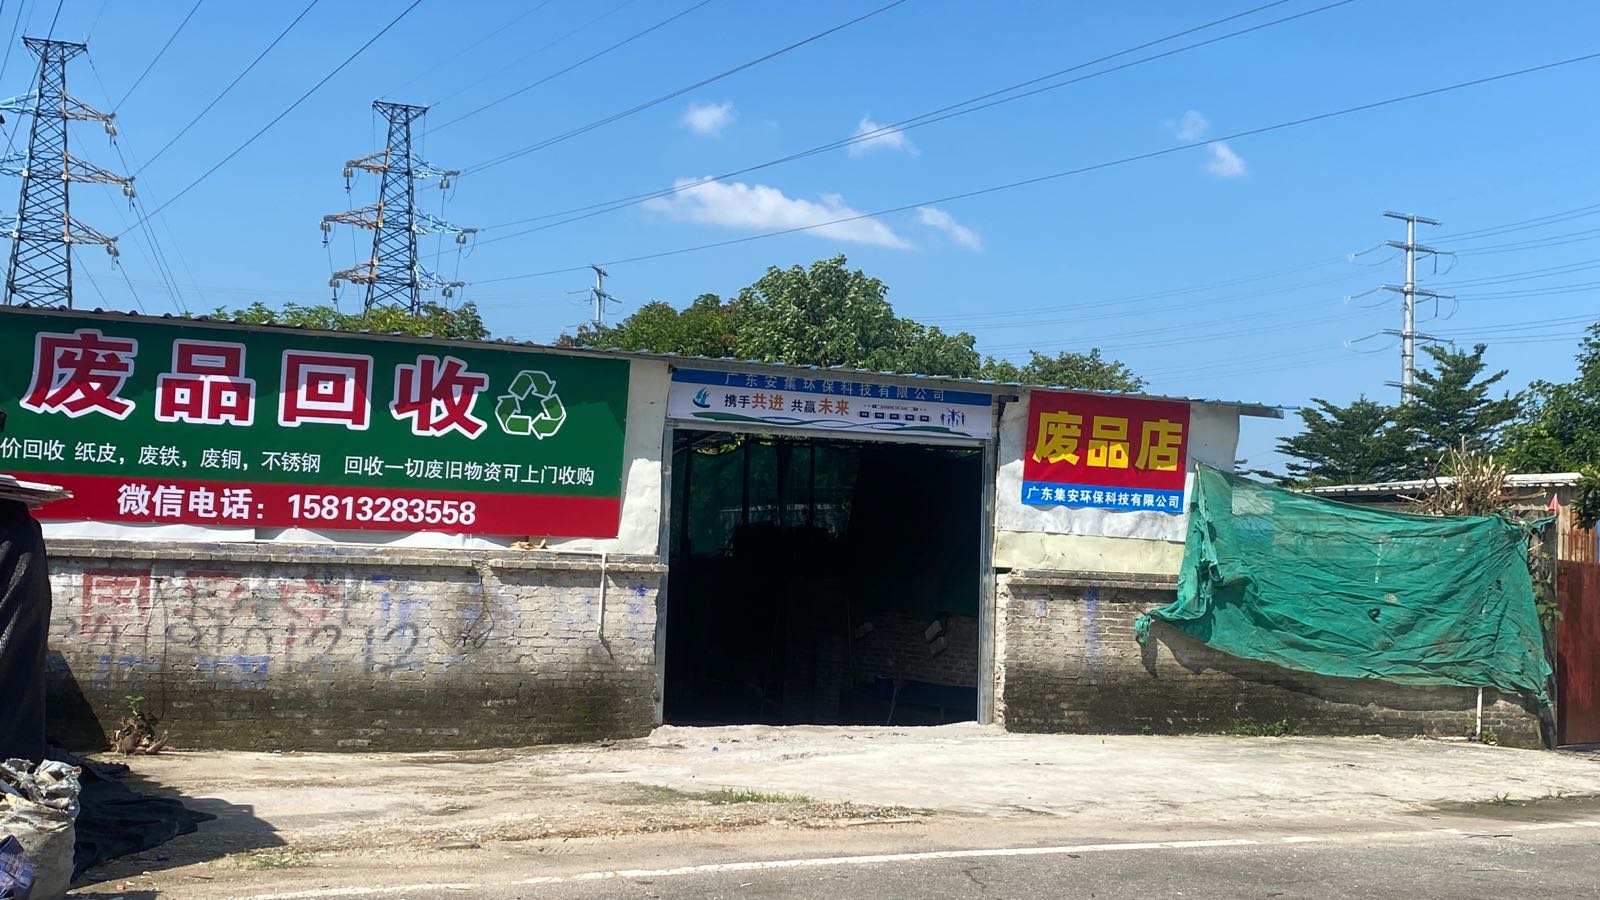 废品回收
价回收 纸皮，废铁，废铜，不锈钢 回收一切废旧物资可上门收购
微信电话：15813283558
广东安集环保科技有限公司
携手共进 共赢未来
废品店
广东集安环保科技有限公司